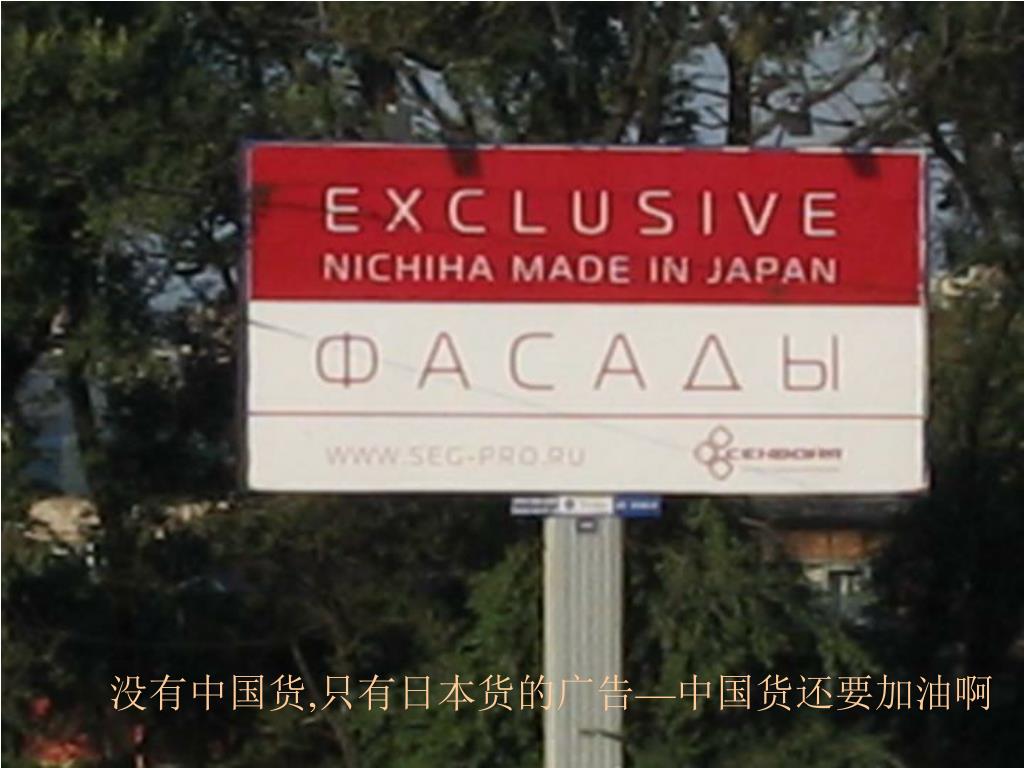 EXCLUSIVE
NICHIHA MADE IN JAPAN
ФАСАДЫ
WWW.SEG-PRO.RU
没有中国货,只有日本货的广告—中国货还要加油啊